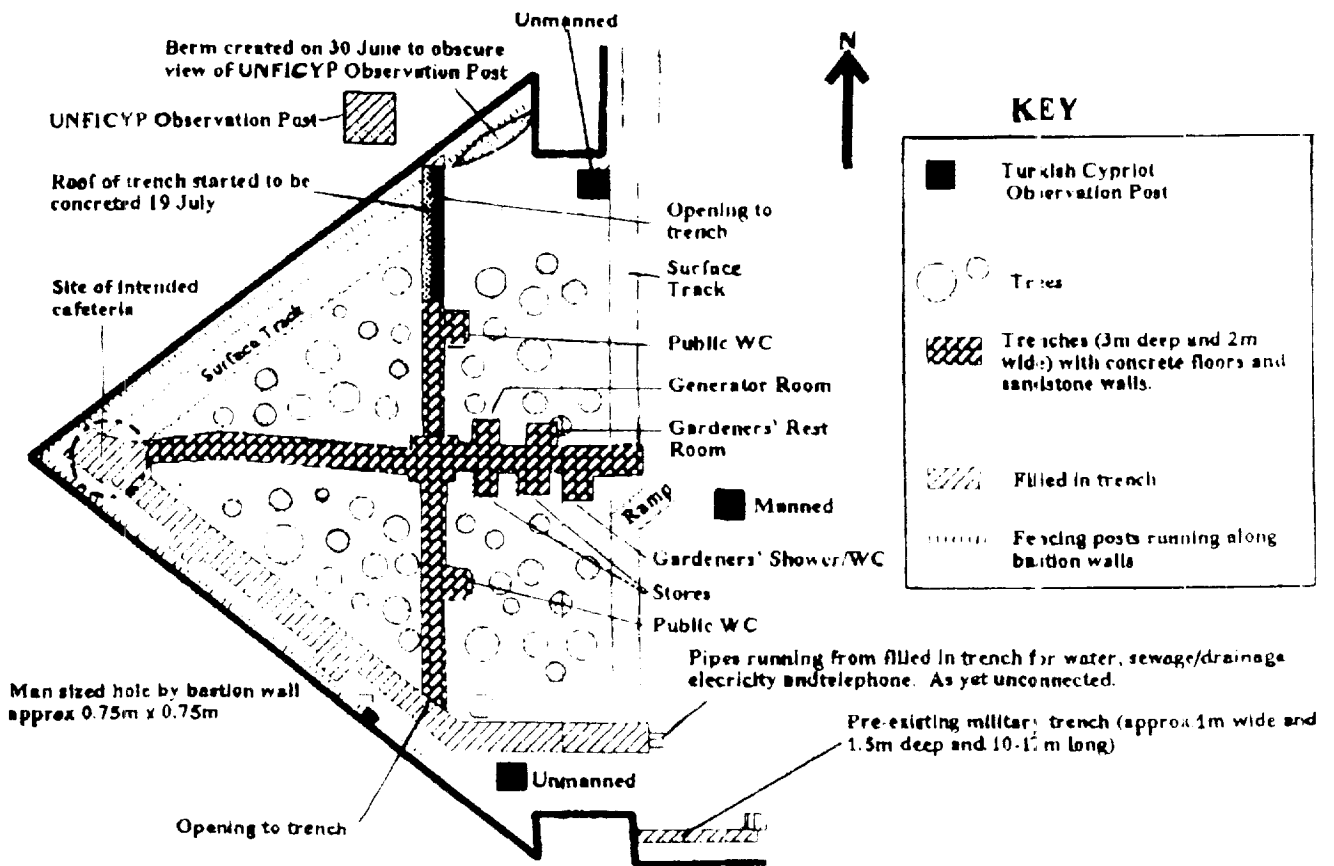 Unmanned
Berm created on 30 June to obscure
view of UNFICYP Observation Post
N
KEY
UNFICYP Observation Post
Turkish Cypriot
Observation Post
Roof of trench started to be
concreted 19 July
Opening to
trench
Surface
Track
Trees
Site of intended
cafeteria
Surface Track
Public WC
Trenches (3m deep and 2m
wide) with concrete floors and
sandstone walls.
Generator Room
Gardeners' Rest
Room
Filled in trench
Ramp
Manned
Fencing posts running along
bastion walls
Gardeners' Shower/WC
Stores
Public WC
Pipes running from filled in trench for water, sewage/drainage
elecricity andtelephone. As yet unconnected.
Man sized hole by bastion wall
approx 0.75m x 0.75m
Pre-existing military trench (approx 1m wide and
1.5m deep and long)
Unmanned
Opening to trench